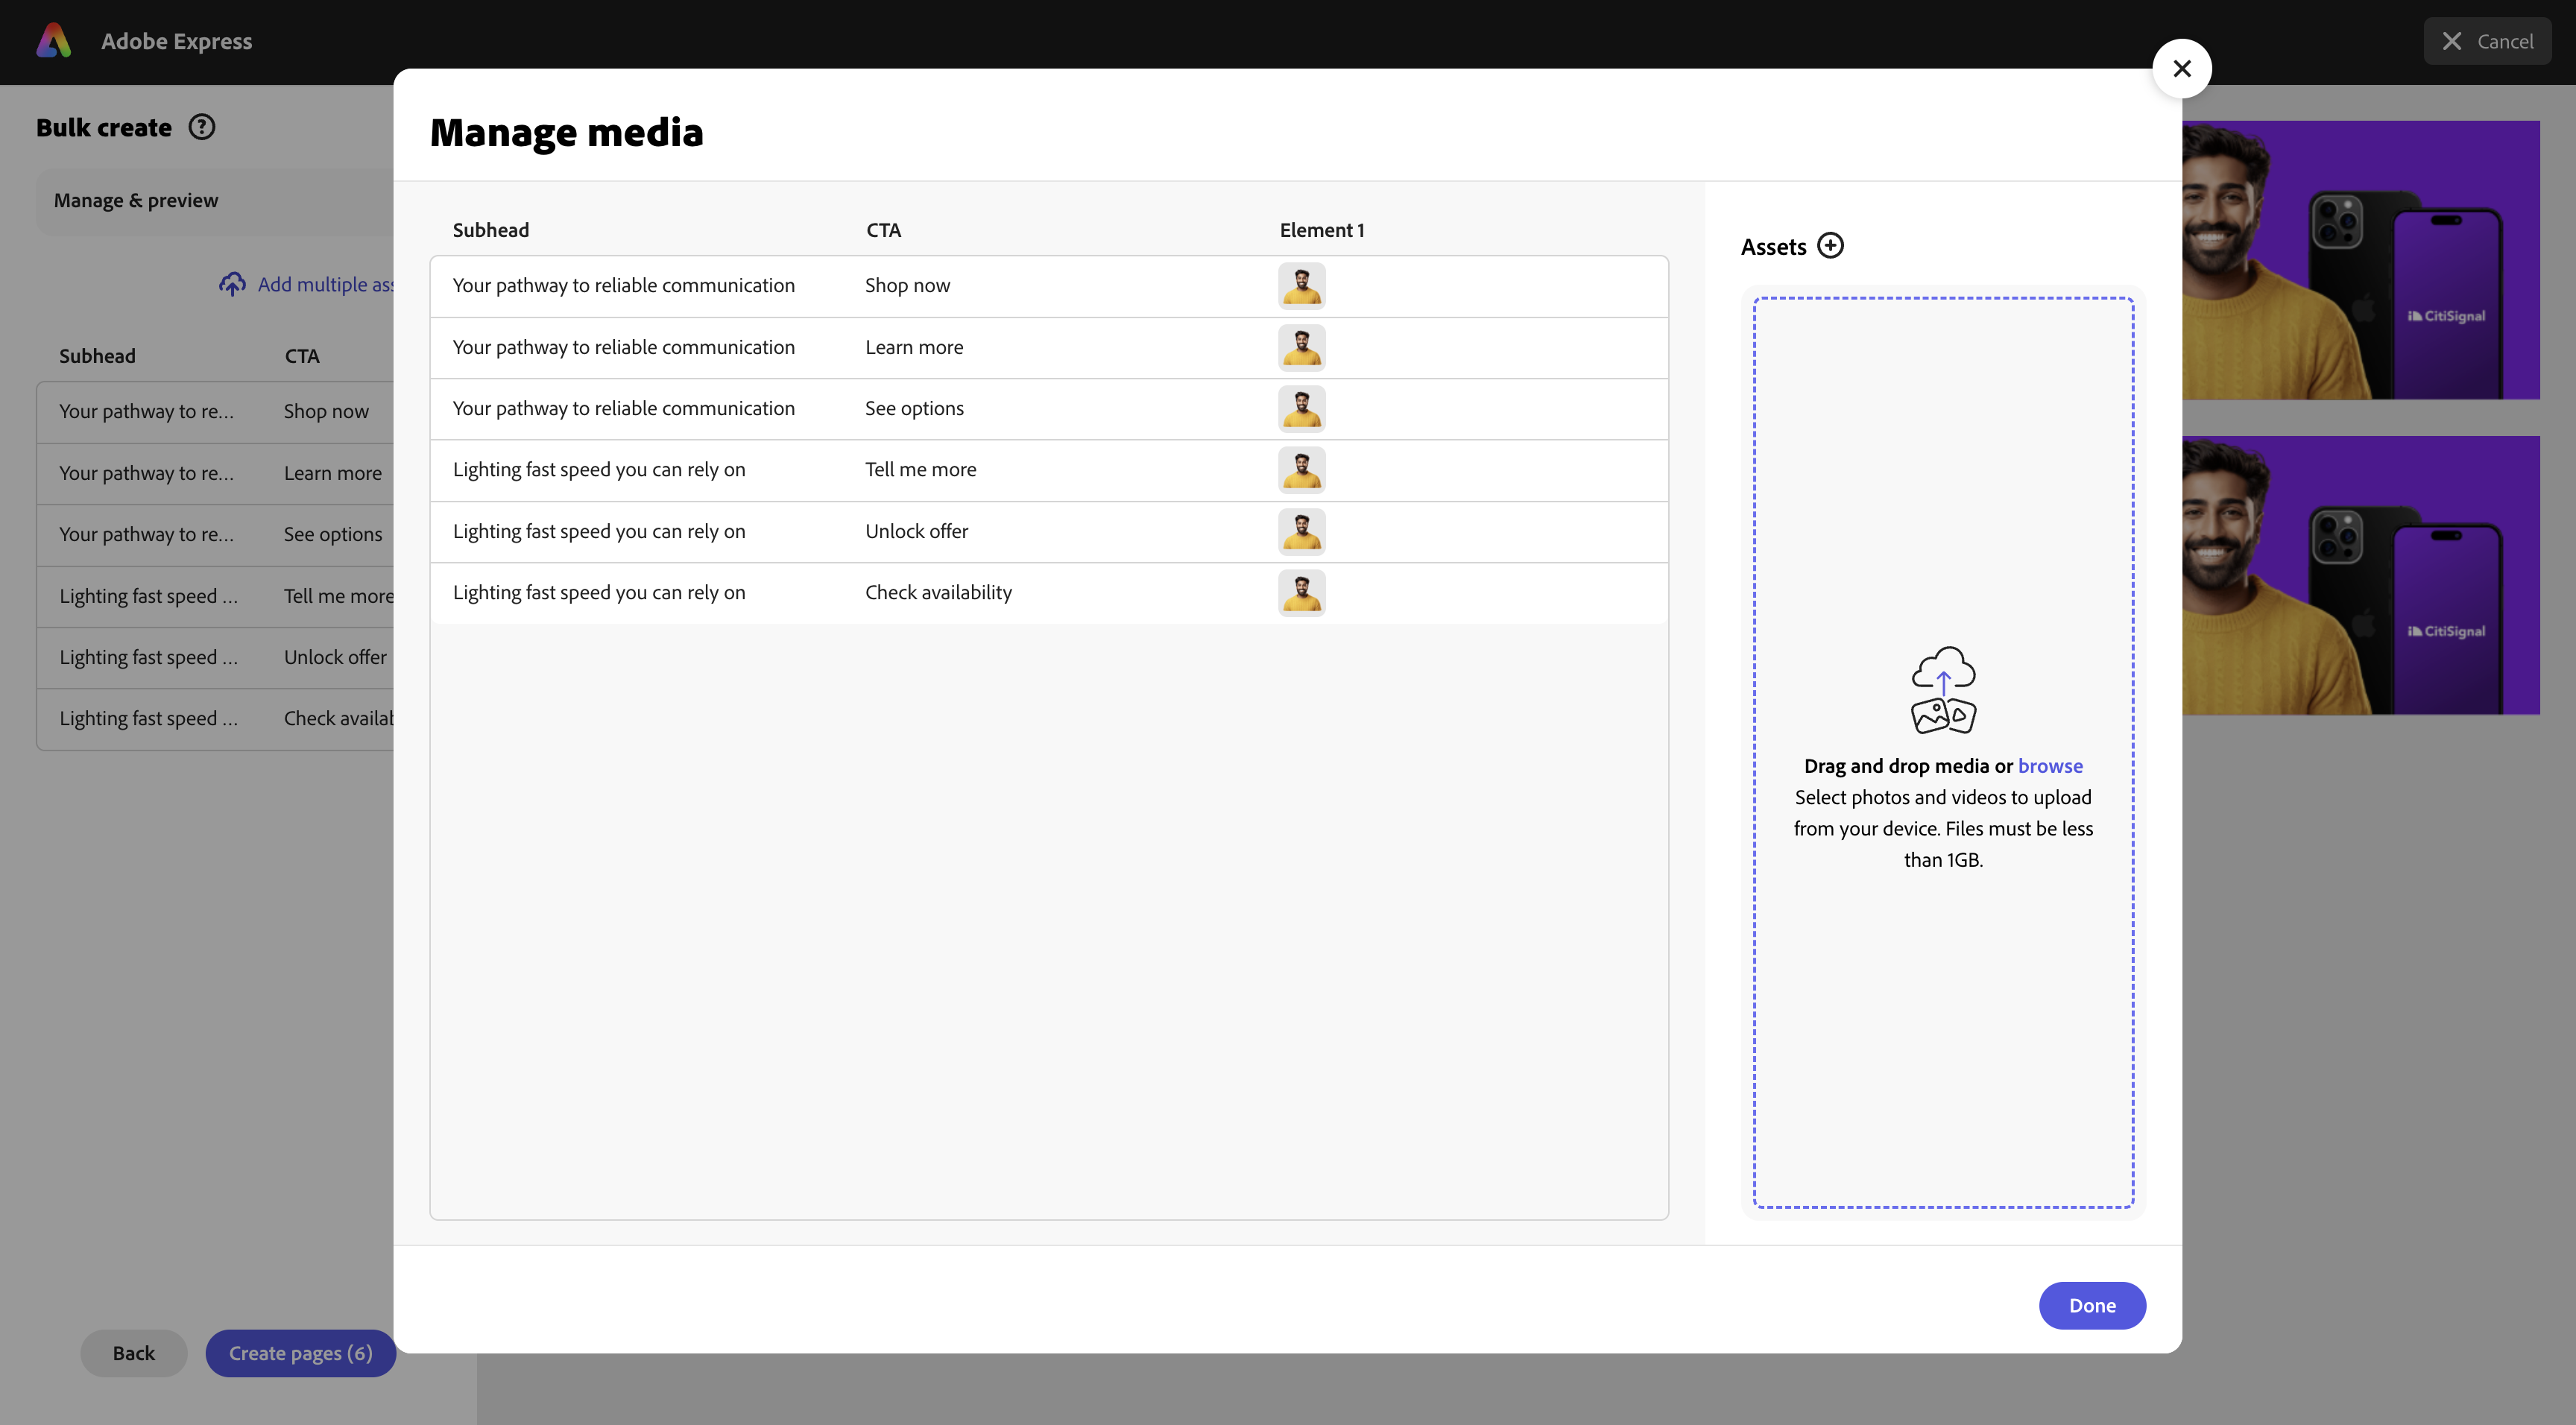 Adobe Express
Cancel
Bulk create
Manage & preview
Add multiple ass
Subhead CTA
Your pathway to re... Shop now
Your pathway to re... Learn more
Your pathway to re... See options
Lighting fast speed ... Tell me more
Lighting fast speed ... Unlock offer
Lighting fast speed ... Check availab
Back
Create pages (6)
Manage media
Subhead CTA Element 1
Your pathway to reliable communication Shop now
Your pathway to reliable communication Learn more
Your pathway to reliable communication See options
Lighting fast speed you can rely on Tell me more
Lighting fast speed you can rely on Unlock offer
Lighting fast speed you can rely on Check availability
Assets
Drag and drop media or browse
Select photos and videos to upload
from your device. Files must be less
than 1GB.
Done
CitiSignal
CitiSignal